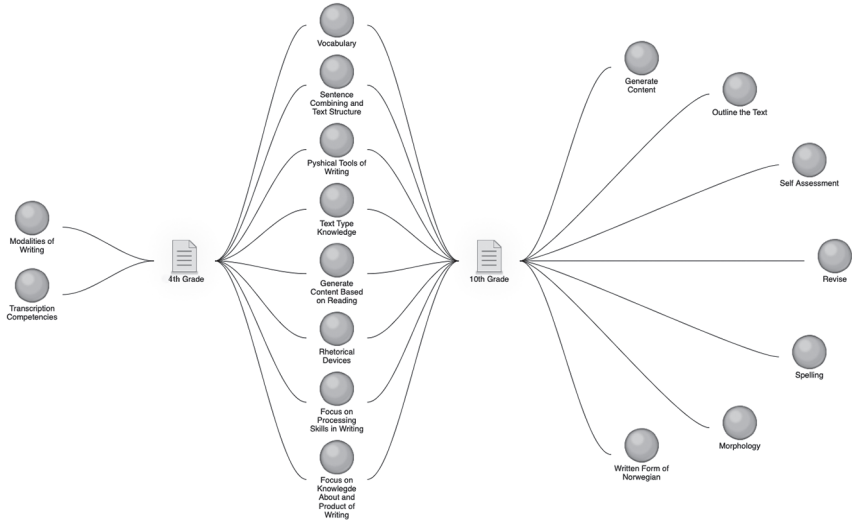 Vocabulary
Sentence
Combining and
Text Structure
Pyshical Tools of
Writing
Text Type
Knowledge
Generate
Content Based
on Reading
Rhetorical
Devices
Focus on
Processing
Skills in Writing
Focus on
Knowlegde
About and
Product of
Writing
Modalities of
Writing
Transcription
Competencies
4th Grade
10th Grade
Generate
Content
Outline the Text
Self Assessment
Revise
Spelling
Morphology
Written Form of
Norwegian